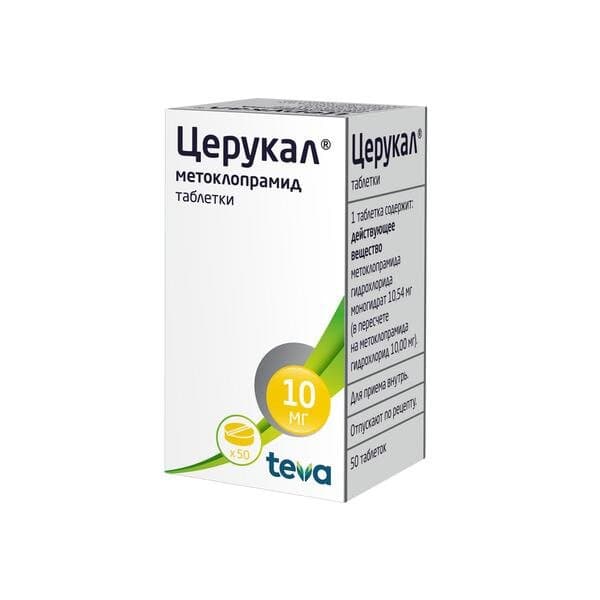 Церукал®
метоклопрамид
таблетки
10
мг
x50
teva
Церукал®
таблетки
1 таблетка содержит:
действующее
вещество
метоклопрамида
гидрохлорида
моногидрат 10.54 мг
(в пересчете
на метоклопрамида
гидрохлорид 10,00 мг).
Для приема внутрь.
Отпускают по рецепту.
50 таблеток